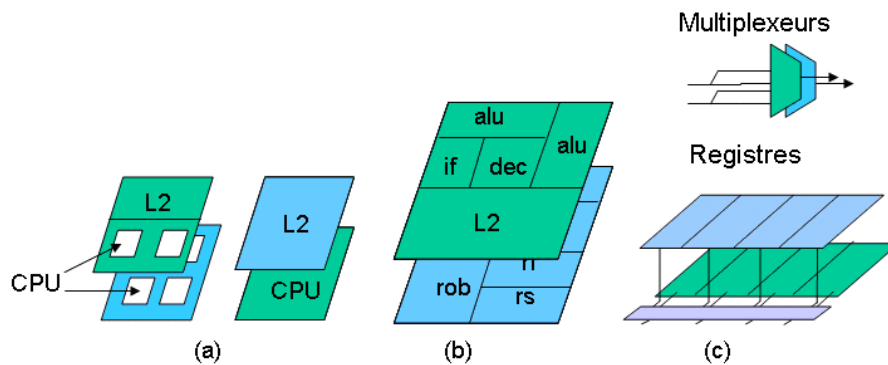 Multiplexeurs
alu
alu
if
dec
L2
rob
rs
Registres
L2
CPU
L2
CPU
(a)
(b)
(c)